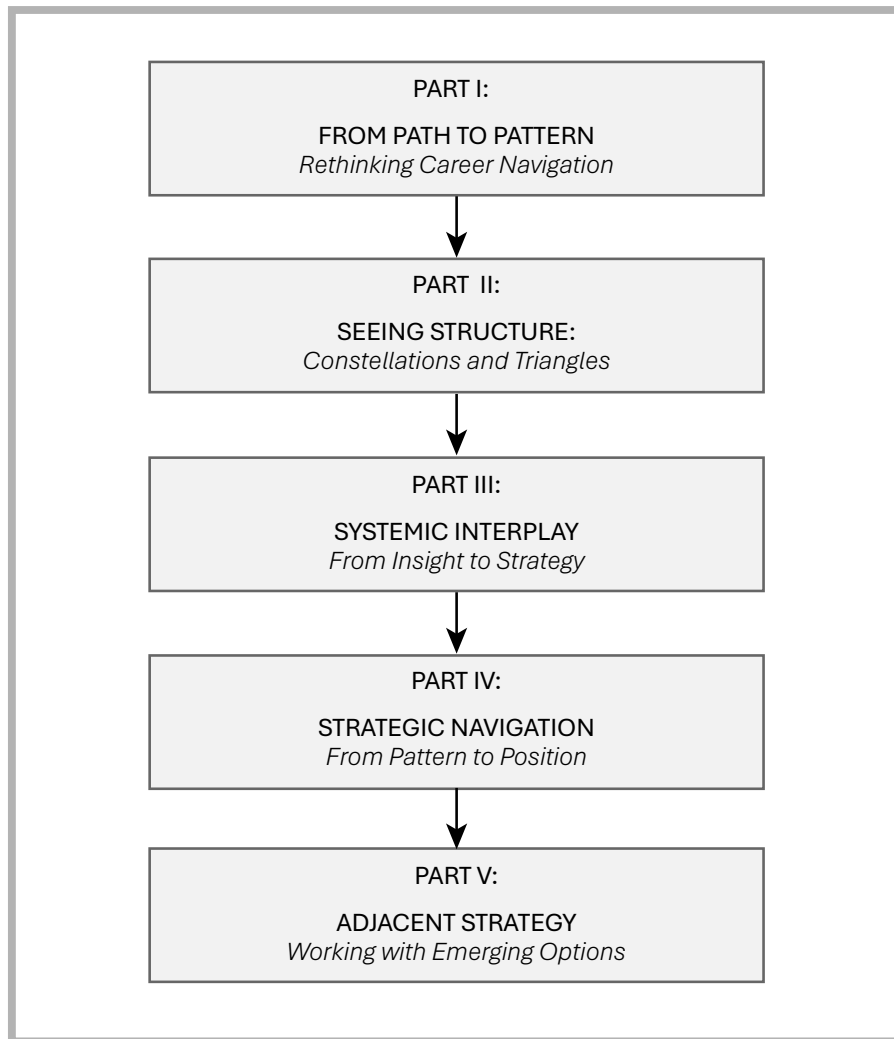 PART I:
FROM PATH TO PATTERN
Rethinking Career Navigation
PART II:
SEEING STRUCTURE:
Constellations and Triangles
PART III:
SYSTEMIC INTERPLAY
From Insight to Strategy
PART IV:
STRATEGIC NAVIGATION
From Pattern to Position
PART V:
ADJACENT STRATEGY
Working with Emerging Options